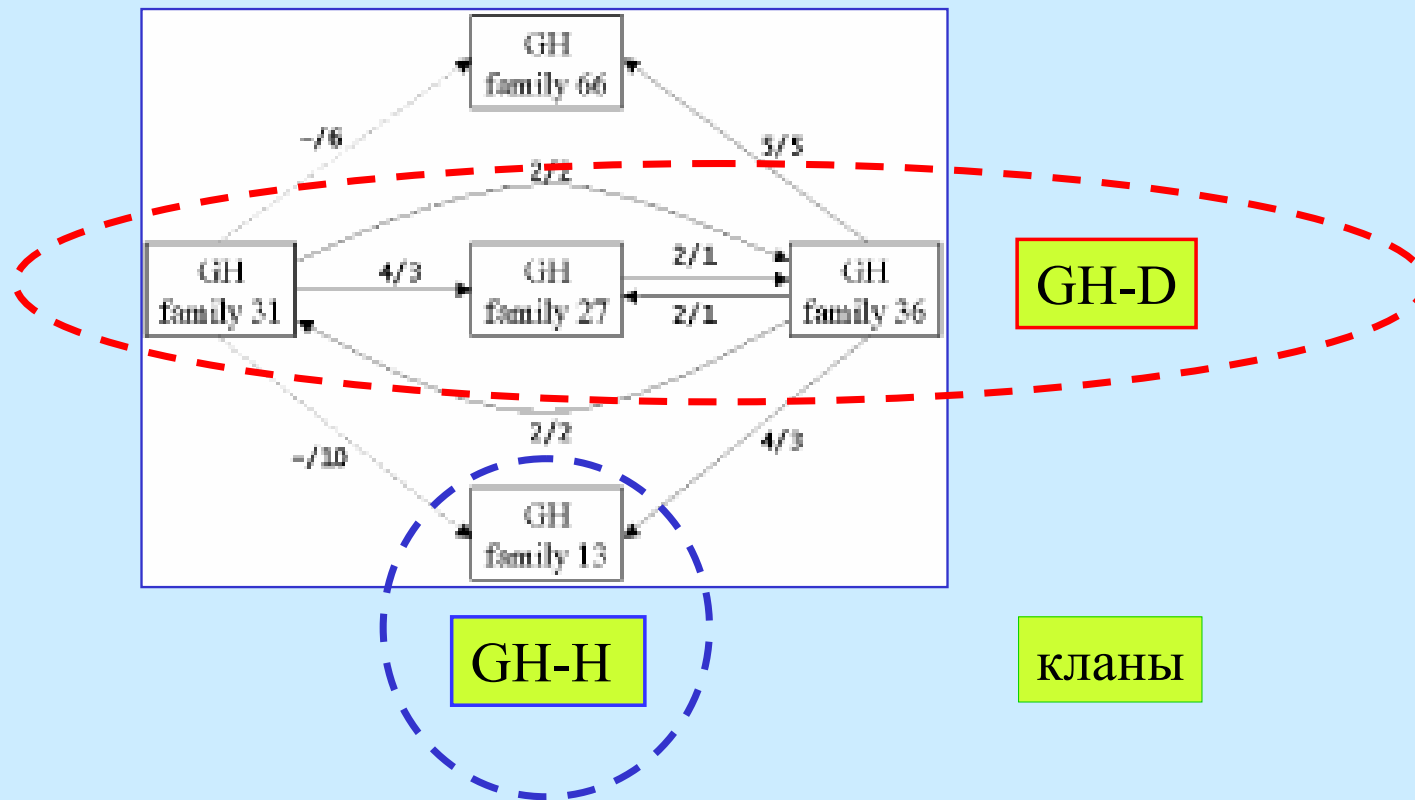 GH
family 66
-/6
5/5
2/2
GH
family 31
4/3
GH
family 27
2/1
2/1
GH
family 36
GH-D
2/2
-/10
4/3
GH
family 13
GH-H
кланы